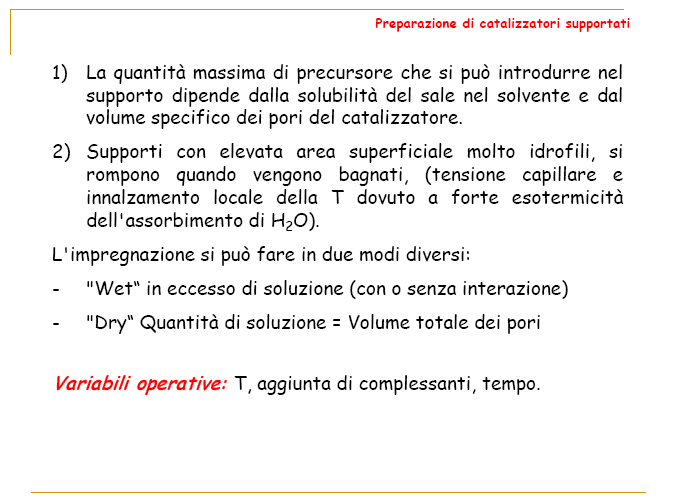 Preparazione di catalizzatori supportati
1) La quantità massima di precursore che si può introdurre nel
supporto dipende dalla solubilità del sale nel solvente e dal
volume specifico dei pori del catalizzatore.
2) Supporti con elevata area superficiale molto idrofili, si
rompono quando vengono bagnati, (tensione capillare e
innalzamento locale della T dovuto a forte esotermicità
dell'assorbimento di H₂O).
L'impregnazione si può fare in due modi diversi:
- "Wet“ in eccesso di soluzione (con o senza interazione)
- "Dry“ Quantità di soluzione = Volume totale dei pori
Variabili operative: T, aggiunta di complessanti, tempo.